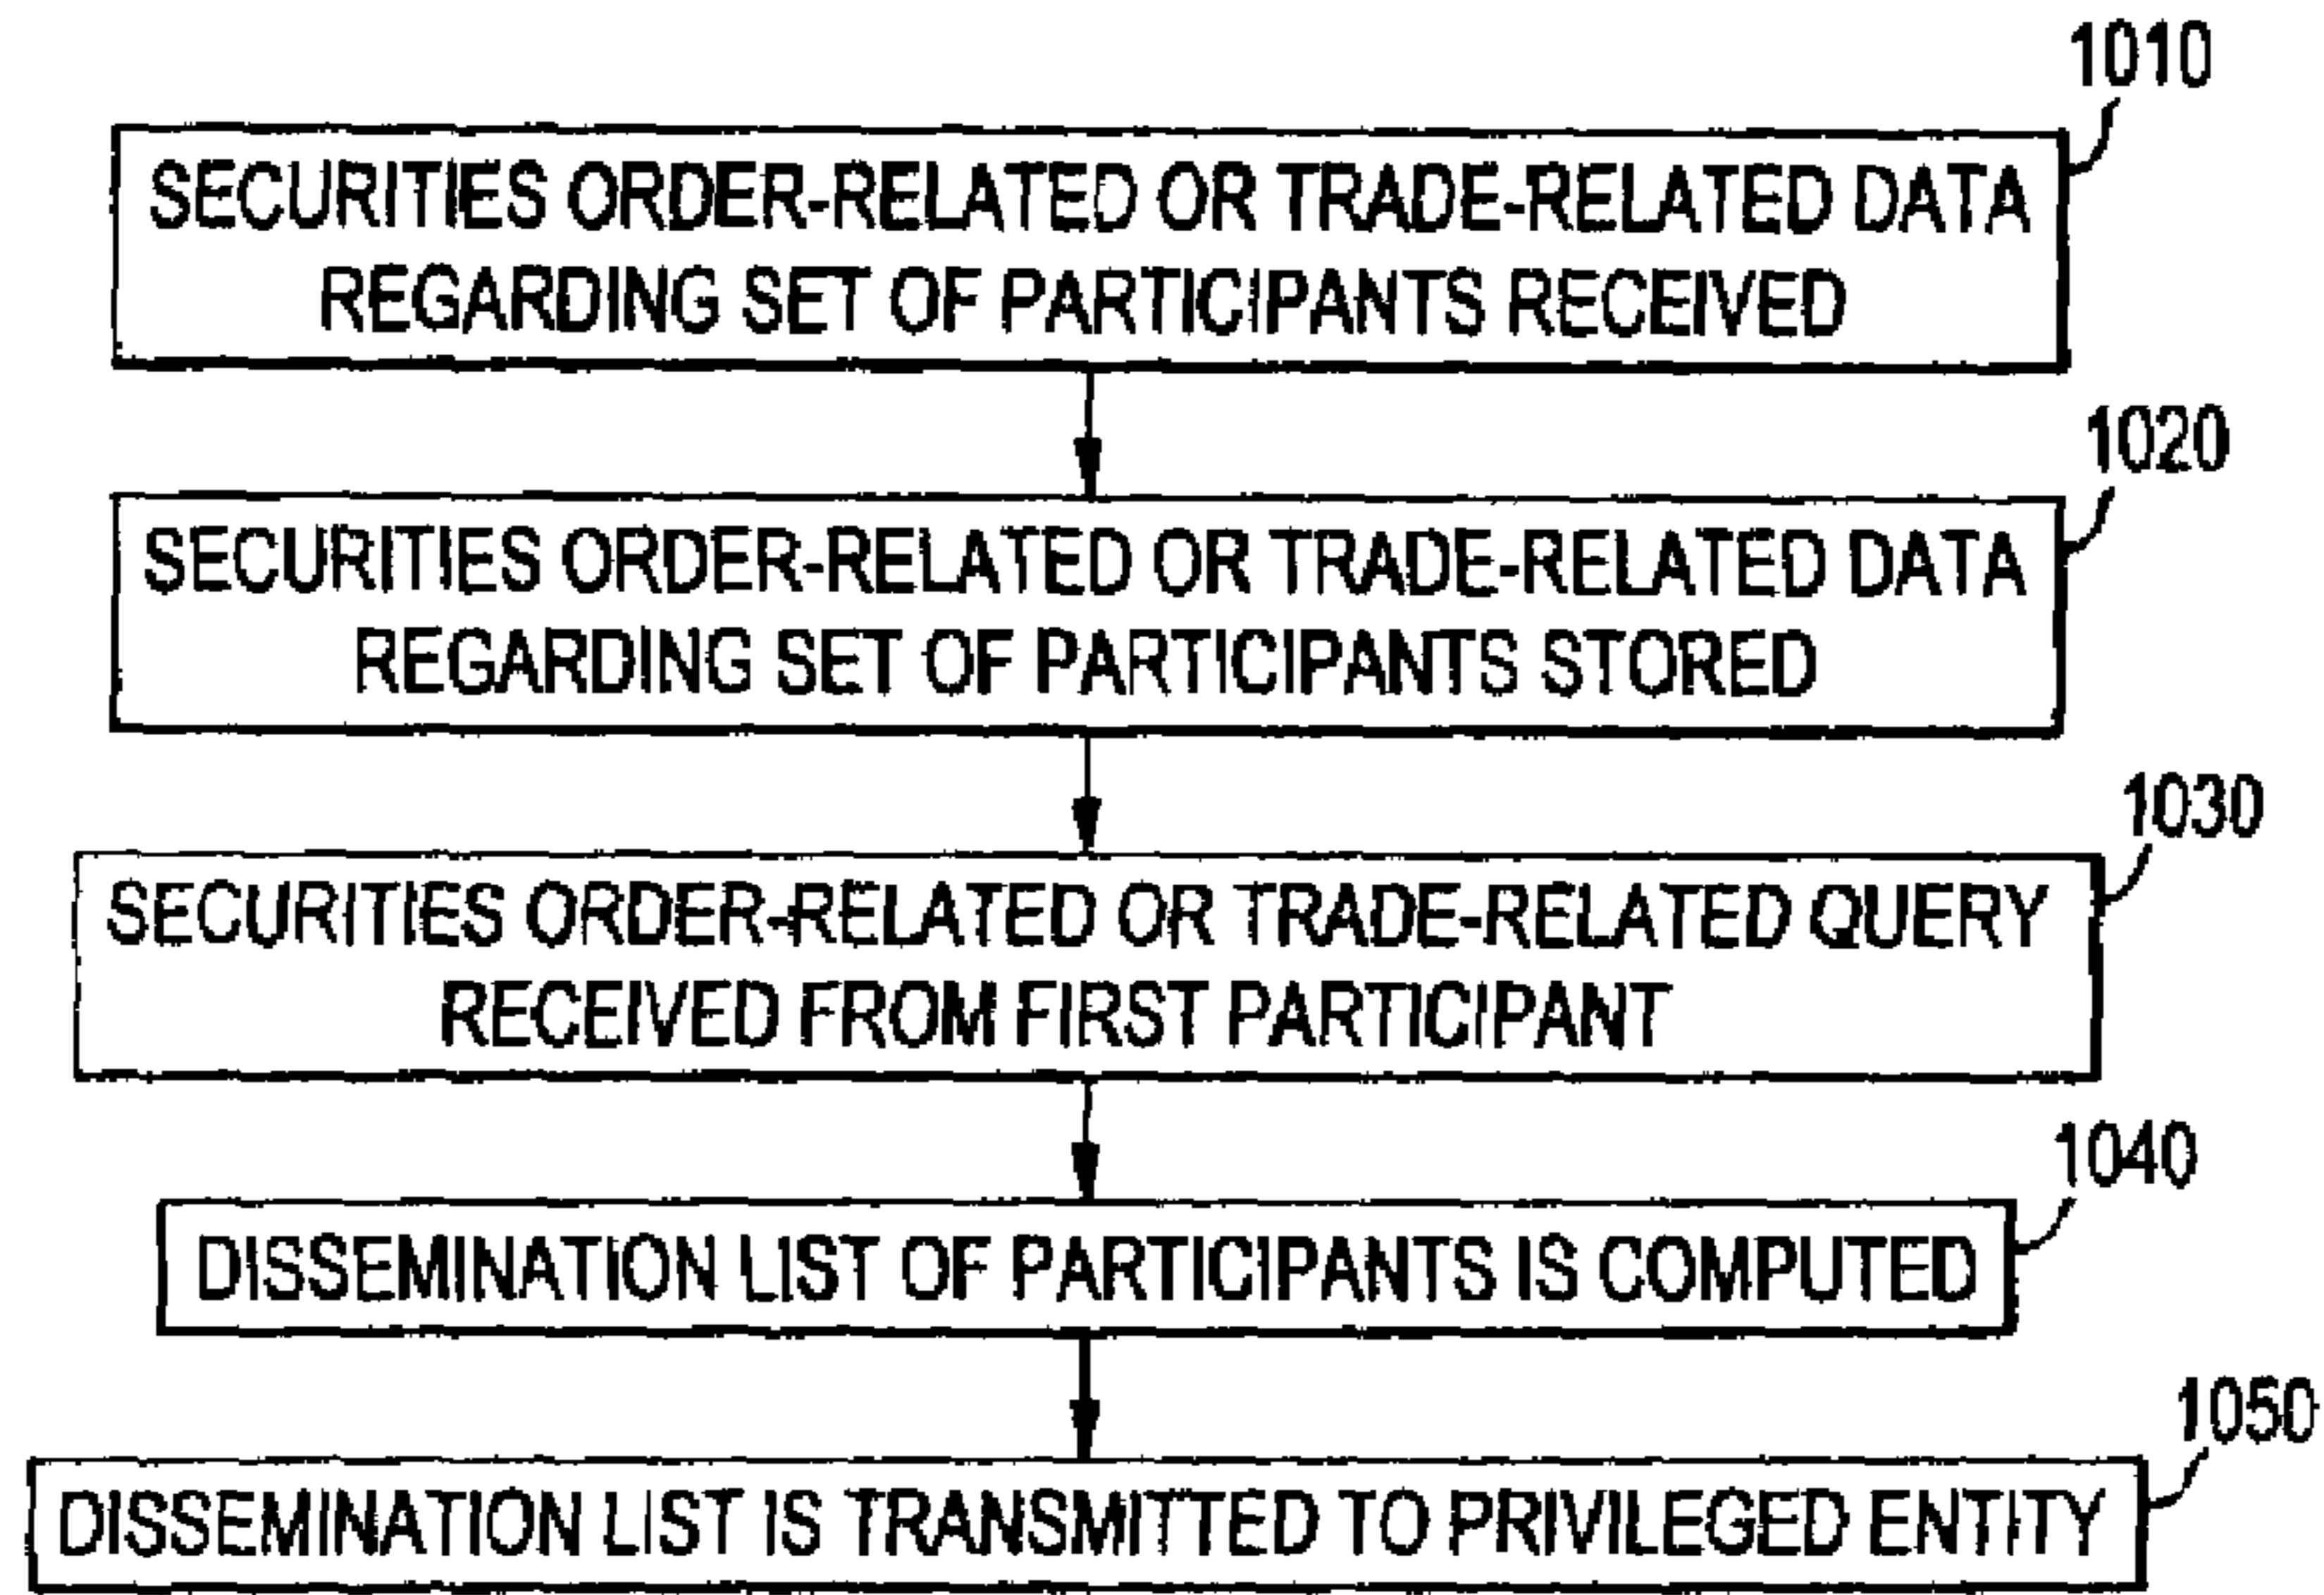 1010
SECURITIES ORDER-RELATED OR TRADE-RELATED DATA
REGARDING SET OF PARTICIPANTS RECEIVED
1020
SECURITIES ORDER-RELATED OR TRADE-RELATED DATA
REGARDING SET OF PARTICIPANTS STORED
1030
SECURITIES ORDER-RELATED OR TRADE-RELATED QUERY
RECEIVED FROM FIRST PARTICIPANT
1040
DISSEMINATION LIST OF PARTICIPANTS IS COMPUTED
1050
DISSEMINATION LIST IS TRANSMITTED TO PRIVILEGED ENTITY